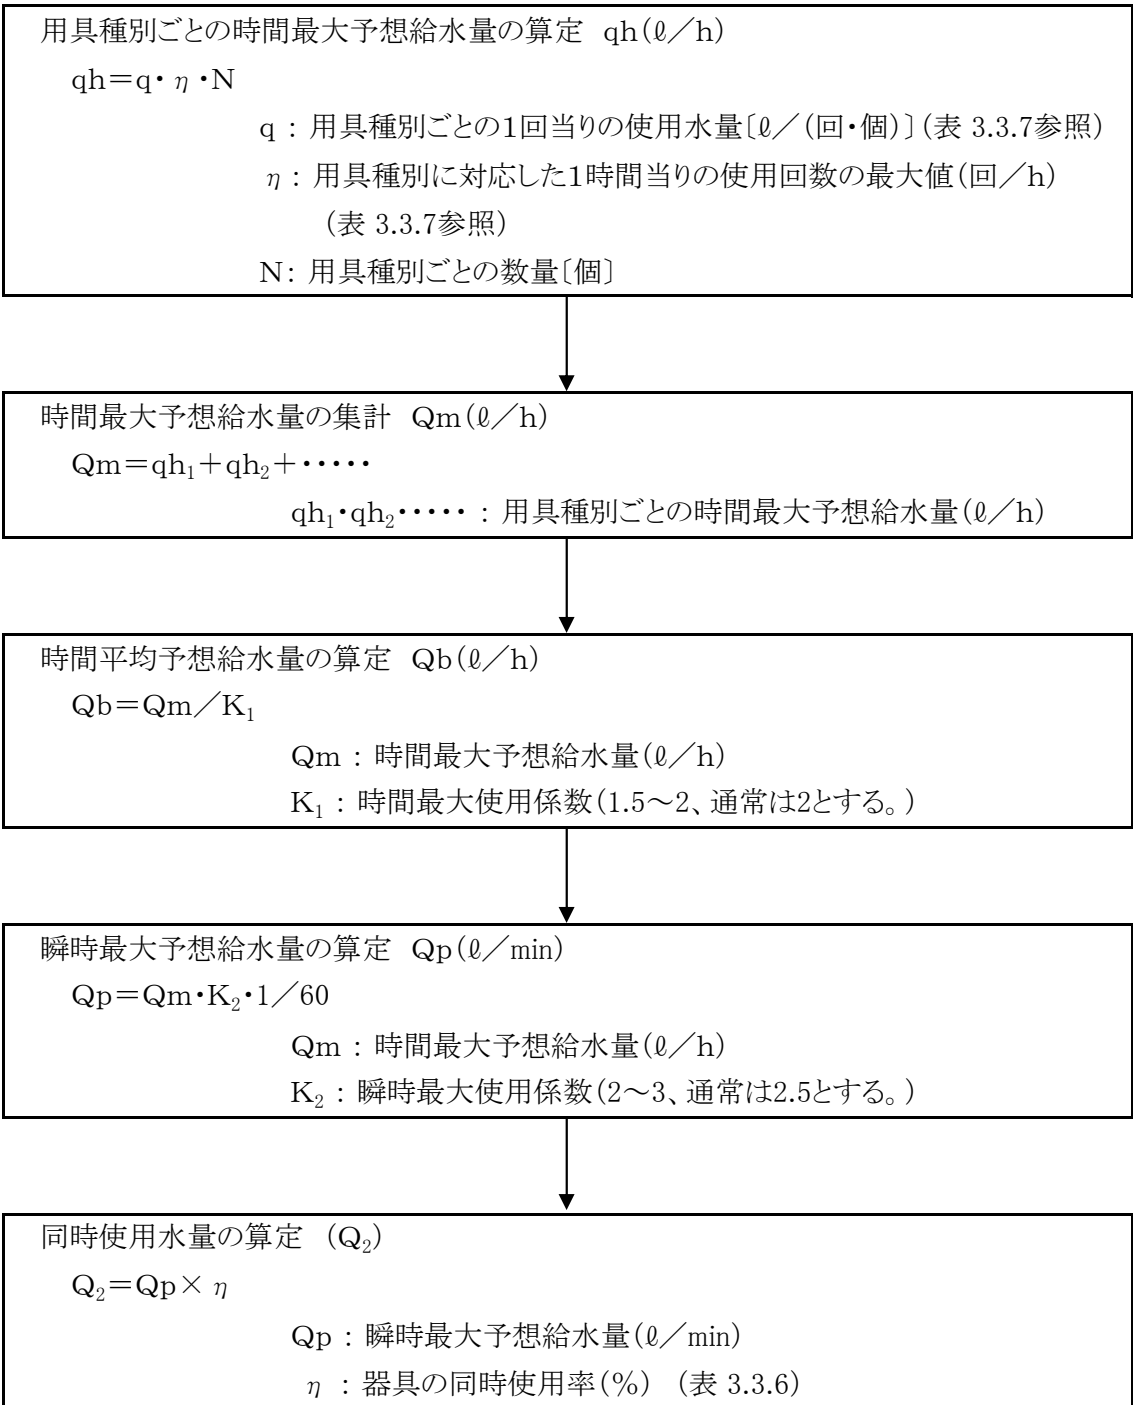 用具種別ごとの時間最大予想給水量の算定　qh(ℓ／h)
qh＝q・η・N
q：用具種別ごとの1回当りの使用水量〔ℓ／(回・個)〕(表 3.3.7参照)
η：用具種別に対応した1時間当りの使用回数の最大値(回／h)
(表 3.3.7参照)
N：用具種別ごとの数量〔個〕
時間最大予想給水量の集計　Qm(ℓ／h)
Qm＝qh₁＋qh₂＋・・・・・
qh₁・qh₂・・・・・：用具種別ごとの時間最大予想給水量(ℓ／h)
時間平均予想給水量の算定　Qb(ℓ／h)
Qb＝Qm／K₁
Qm：時間最大予想給水量(ℓ／h)
K₁：時間最大使用係数(1.5～2、通常は2とする。)
瞬時最大予想給水量の算定　Qp(ℓ／min)
Qp＝Qm・K₂・1／60
Qm：時間最大予想給水量(ℓ／h)
K₂：瞬時最大使用係数(2～3、通常は2.5とする。)
同時使用水量の算定　(Q₂)
Q₂＝Qp×η
Qp：瞬時最大予想給水量(ℓ／min)
η：器具の同時使用率(％)　(表 3.3.6)